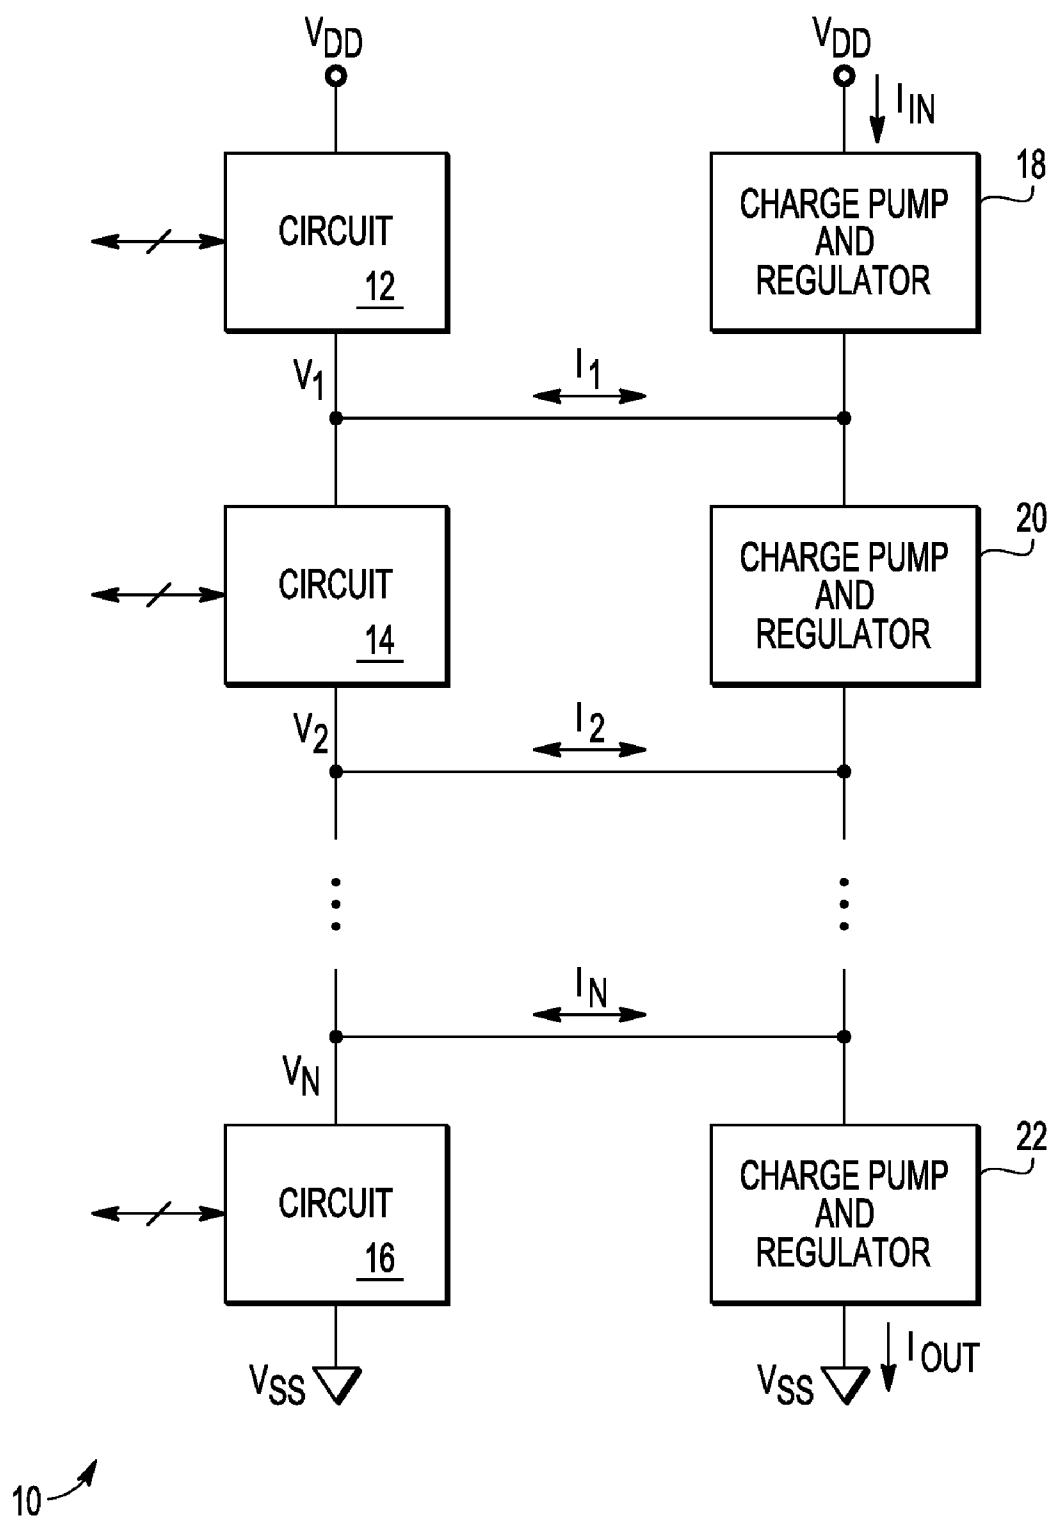 VDD VDD
IIN
18
CIRCUIT
12
CHARGE PUMP
AND
REGULATOR
V1
I1
20
CIRCUIT
14
CHARGE PUMP
AND
REGULATOR
V2
I2
IN
VN
22
CIRCUIT
16
CHARGE PUMP
AND
REGULATOR
VSS VSS
IOUT
10